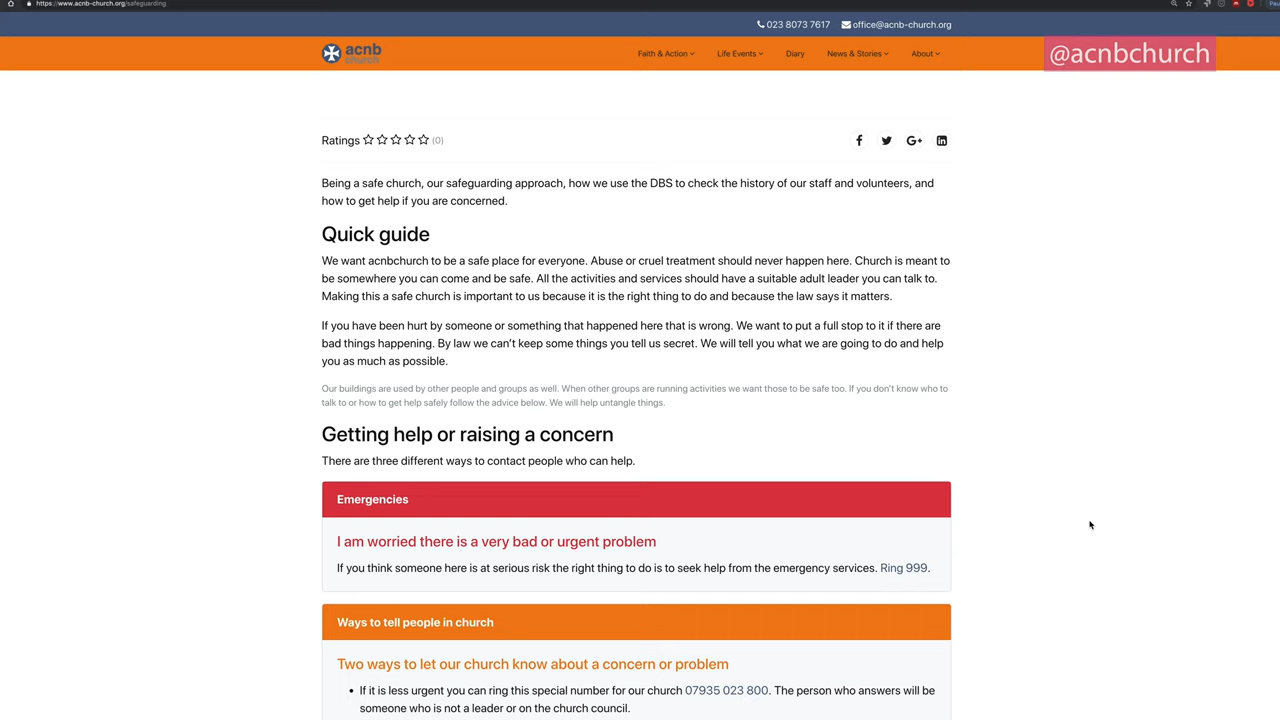 https://www.acnb-church.org/safeguarding
023 8073 7617 office@acnb-church.org
acnb
church
Faith & Action Life Events Diary News & Stories About
@acnbchurch
Ratings (0)
Being a safe church, our safeguarding approach, how we use the DBS to check the history of our staff and volunteers, and
how to get help if you are concerned.
Quick guide
We want acnbchurch to be a safe place for everyone. Abuse or cruel treatment should never happen here. Church is meant to
be somewhere you can come and be safe. All the activities and services should have a suitable adult leader you can talk to.
Making this a safe church is important to us because it is the right thing to do and because the law says it matters.
If you have been hurt by someone or something that happened here that is wrong. We want to put a full stop to it if there are
bad things happening. By law we can’t keep some things you tell us secret. We will tell you what we are going to do and help
you as much as possible.
Our buildings are used by other people and groups as well. When other groups are running activities we want those to be safe too. If you don’t know who to
talk to or how to get help safely follow the advice below. We will help untangle things.
Getting help or raising a concern
There are three different ways to contact people who can help.
Emergencies
I am worried there is a very bad or urgent problem
If you think someone here is at serious risk the right thing to do is to seek help from the emergency services. Ring 999.
Ways to tell people in church
Two ways to let our church know about a concern or problem
• If it is less urgent you can ring this special number for our church 07935 023 800. The person who answers will be
someone who is not a leader or on the church council.